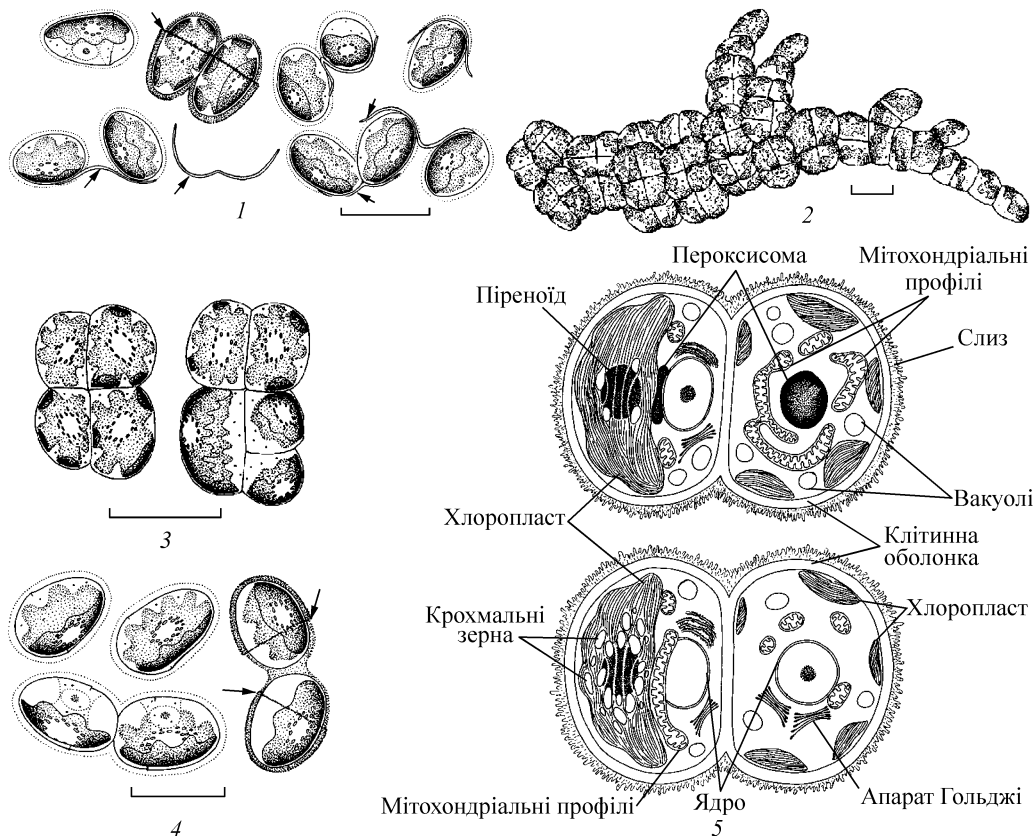 1
2
3
4
Пероксисома
Мітохондріальні
профілі
Піреноїд
Слиз
Вакуолі
Хлоропласт
Клітинна
оболонка
Крохмальні
зерна
Хлоропласт
Мітохондріальні профілі
Ядро
Апарат Гольджі
5